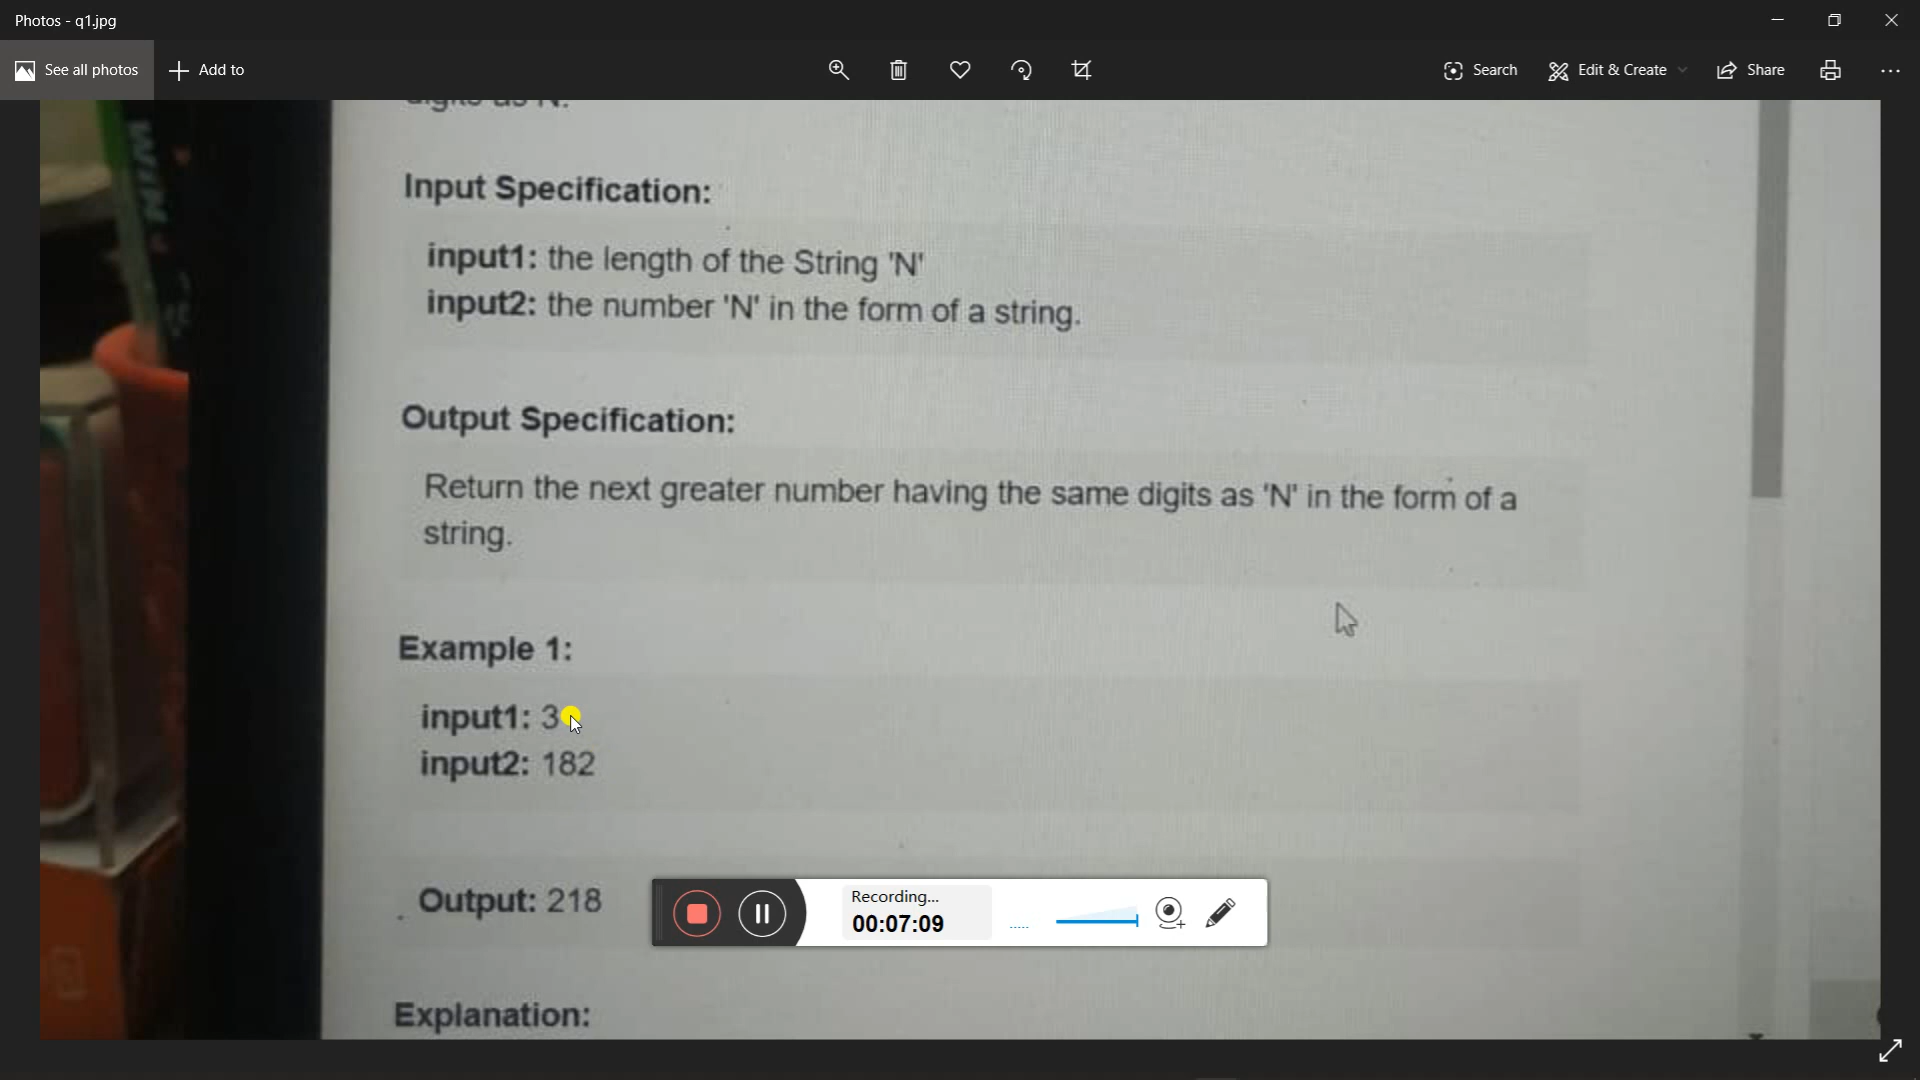 Photos - q1.jpg
See all photos
Add to
Search
Edit & Create
Share
digits as N.
Input Specification:
input1: the length of the String 'N'
input2: the number 'N' in the form of a string.
Output Specification:
Return the next greater number having the same digits as 'N' in the form of a
string.
Example 1:
input1: 3
input2: 182
Output: 218
Recording...
00:07:09
Explanation: